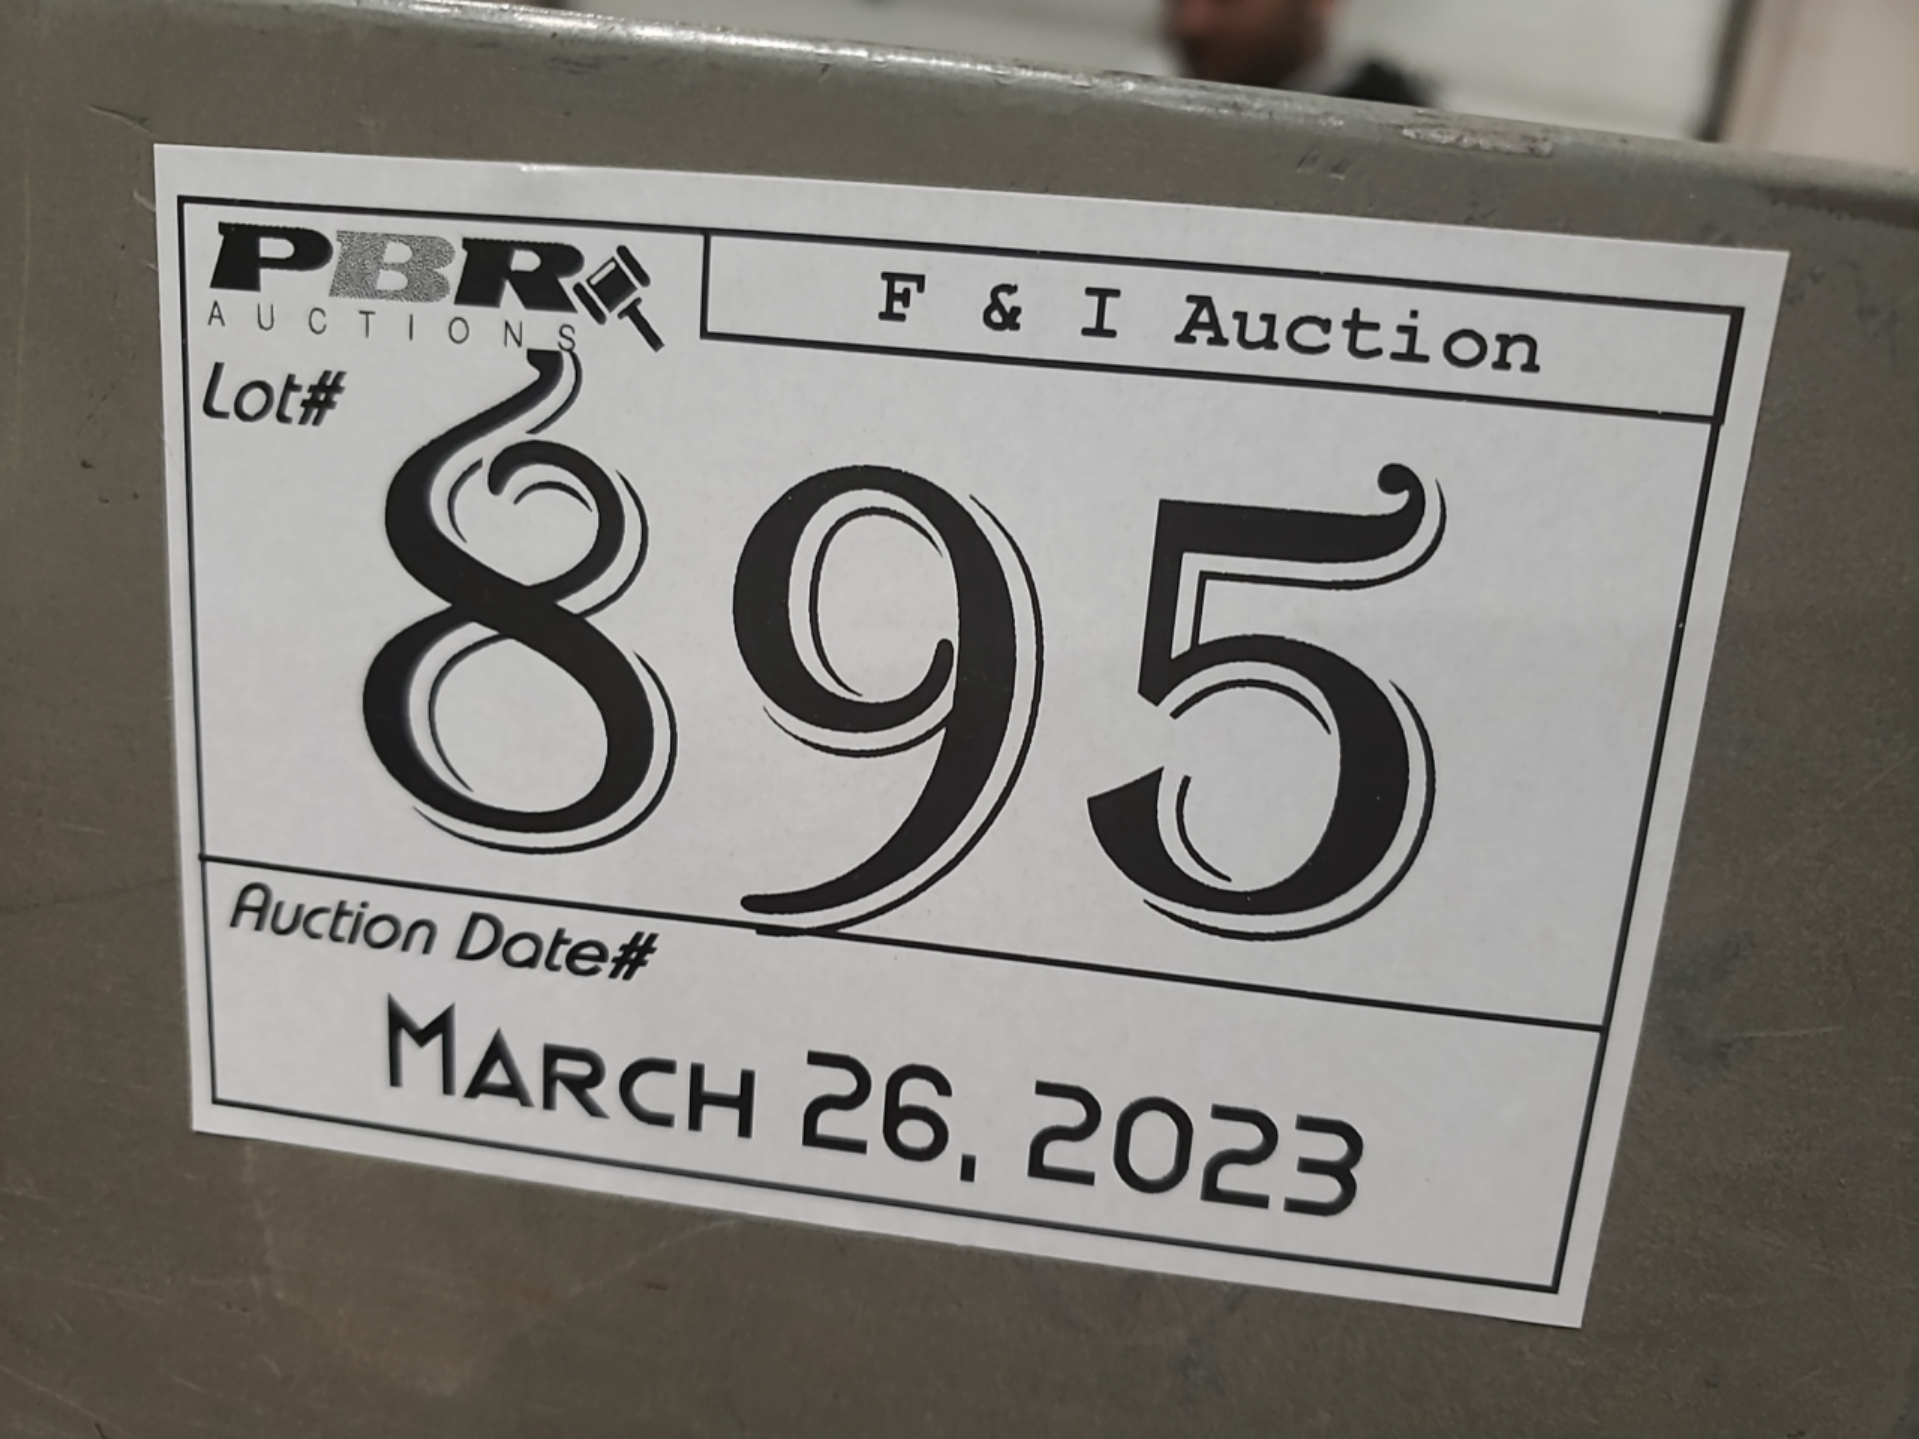 PBR
AUCTIONS
F & I Auction
Lot#
895
Auction Date#
MARCH 26, 2023